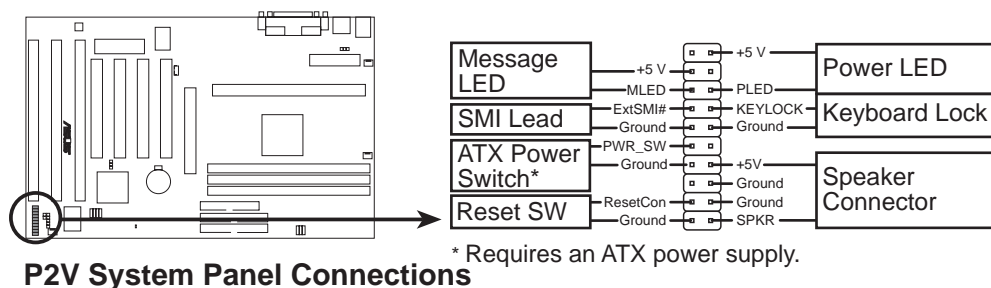 ASUS
Message
LED
SMI Lead
ATX Power
Switch*
Reset SW
+5 V
MLED
ExtSMI#
Ground
PWR_SW
Ground
ResetCon
Ground
+5 V
PLED
KEYLOCK
Ground
+5V
Ground
Ground
SPKR
Power LED
Keyboard Lock
Speaker
Connector
* Requires an ATX power supply.
P2V System Panel Connections